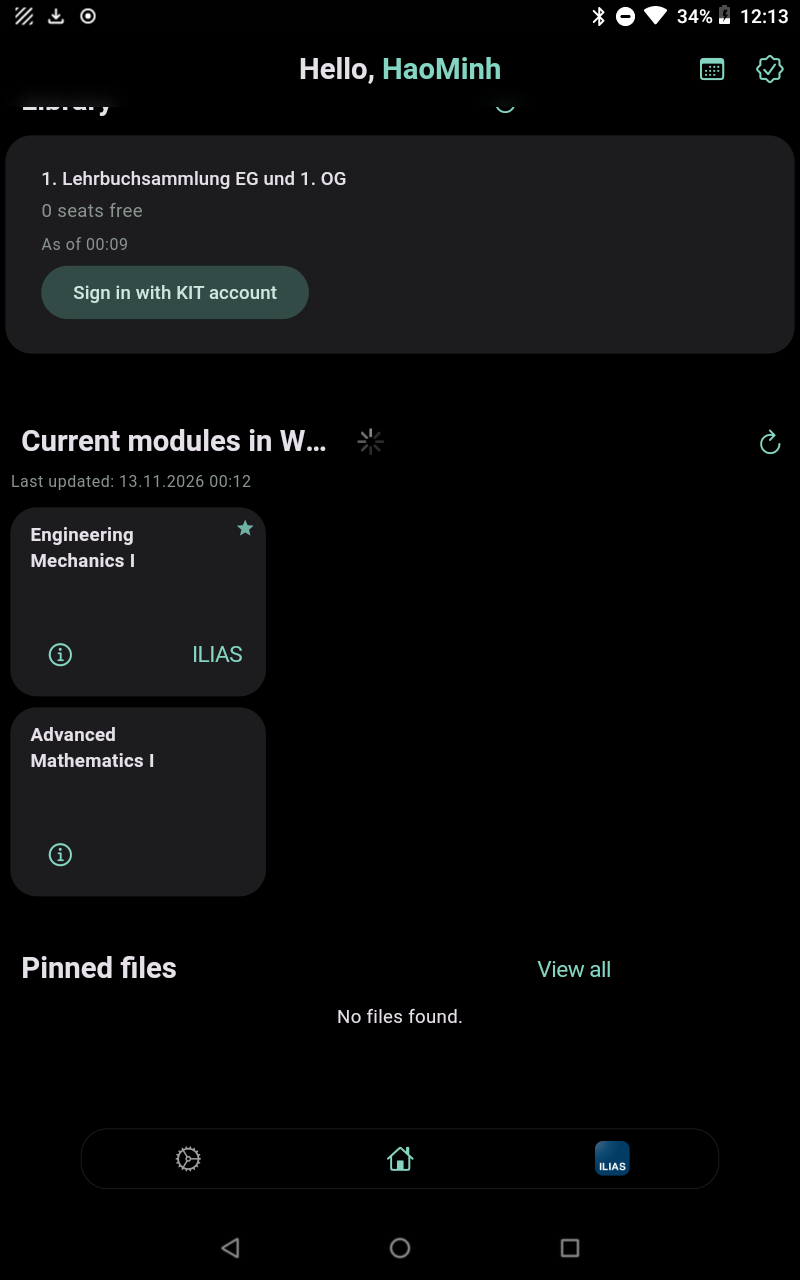 34% 12:13
Hello, HaoMinh
Library
1. Lehrbuchsammlung EG und 1. OG
0 seats free
As of 00:09
Sign in with KIT account
Current modules in W...
Last updated: 13.11.2026 00:12
Engineering
Mechanics I
ILIAS
Advanced
Mathematics I
Pinned files View all
No files found.
ILIAS